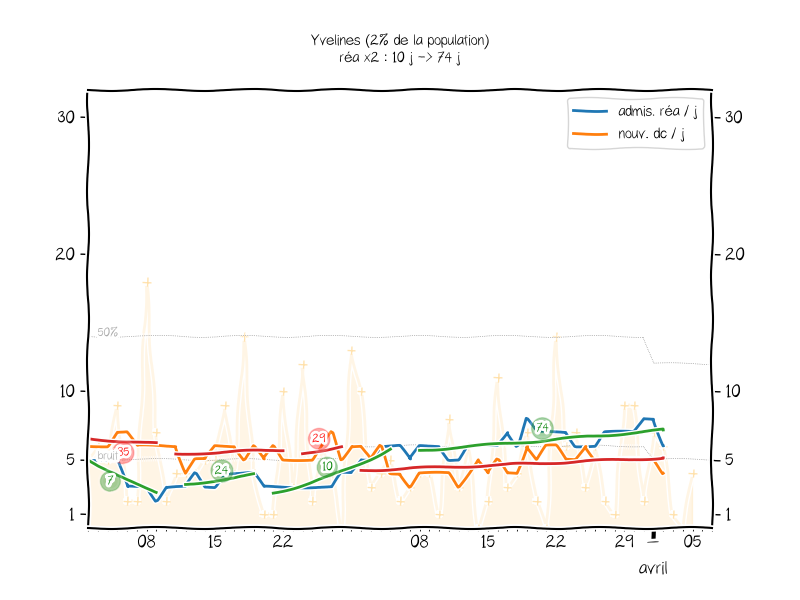 Yvelines (2% de la population)
réa x2 : 10 j -> 74 j
admis. réa / j
nouv. dc / j
30 30
20 20
50%
10 10
74
29
35
bruit
5 5
24
10
7
1 1
08 15 22 08 15 22 29 1 05
avril